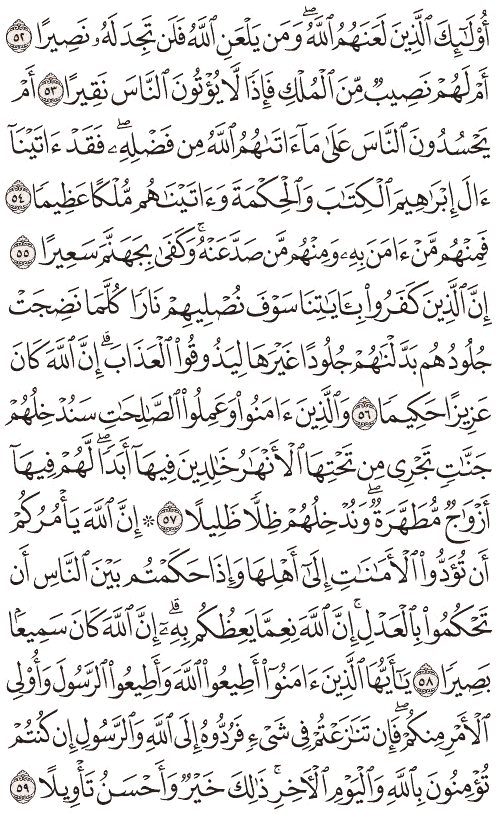 أُو۟لَـٰٓئِكَ ٱلَّذِينَ لَعَنَهُمُ ٱللَّهُۖ وَمَن يَلْعَنِ ٱللَّهُ فَلَن تَجِدَ لَهُۥ نَصِيرًا ٥٢
أَمْ لَهُمْ نَصِيبٌ مِّنَ ٱلْمُلْكِ فَإِذًا لَّا يُؤْتُونَ ٱلنَّاسَ نَقِيرًا ٥٣ أَمْ
يَحْسُدُونَ ٱلنَّاسَ عَلَىٰ مَآ ءَاتَىٰهُمُ ٱللَّهُ مِن فَضْلِهِۦۖ فَقَدْ ءَاتَيْنَآ
ءَالَ إِبْرَٰهِيمَ ٱلْكِتَـٰبَ وَٱلْحِكْمَةَ وَءَاتَيْنَـٰهُم مُّلْكًا عَظِيمًا ٥٤
فَمِنْهُم مَّنْ ءَامَنَ بِهِۦ وَمِنْهُم مَّن صَدَّ عَنْهُۚ وَكَفَىٰ بِجَهَنَّمَ سَعِيرًا ٥٥
إِنَّ ٱلَّذِينَ كَفَرُوا۟ بِـَٔايَـٰتِنَا سَوْفَ نُصْلِيهِمْ نَارًا كُلَّمَا نَضِجَتْ
جُلُودُهُم بَدَّلْنَـٰهُمْ جُلُودًا غَيْرَهَا لِيَذُوقُوا۟ ٱلْعَذَابَۗ إِنَّ ٱللَّهَ كَانَ
عَزِيزًا حَكِيمًا ٥٦ وَٱلَّذِينَ ءَامَنُوا۟ وَعَمِلُوا۟ ٱلصَّـٰلِحَـٰتِ سَنُدْخِلُهُمْ
جَنَّـٰتٍ تَجْرِى مِن تَحْتِهَا ٱلْأَنْهَـٰرُ خَـٰلِدِينَ فِيهَآ أَبَدًاۖ لَّهُمْ فِيهَآ
أَزْوَٰجٌ مُّطَهَّرَةٌۖ وَنُدْخِلُهُمْ ظِلًّا ظَلِيلًا ٥٧ ۞ إِنَّ ٱللَّهَ يَأْمُرُكُمْ
أَن تُؤَدُّوا۟ ٱلْأَمَـٰنَـٰتِ إِلَىٰٓ أَهْلِهَا وَإِذَا حَكَمْتُم بَيْنَ ٱلنَّاسِ أَن
تَحْكُمُوا۟ بِٱلْعَدْلِۚ إِنَّ ٱللَّهَ نِعِمَّا يَعِظُكُم بِهِۦٓۗ إِنَّ ٱللَّهَ كَانَ سَمِيعًۢا
بَصِيرًا ٥٨ يَـٰٓأَيُّهَا ٱلَّذِينَ ءَامَنُوٓا۟ أَطِيعُوا۟ ٱللَّهَ وَأَطِيعُوا۟ ٱلرَّسُولَ وَأُو۟لِى
ٱلْأَمْرِ مِنكُمْۖ فَإِن تَنَـٰزَعْتُمْ فِى شَىْءٍ فَرُدُّوهُ إِلَى ٱللَّهِ وَٱلرَّسُولِ إِن كُنتُمْ
تُؤْمِنُونَ بِٱللَّهِ وَٱلْيَوْمِ ٱلْـَٔاخِرِۚ ذَٰلِكَ خَيْرٌ وَأَحْسَنُ تَأْوِيلًا ٥٩